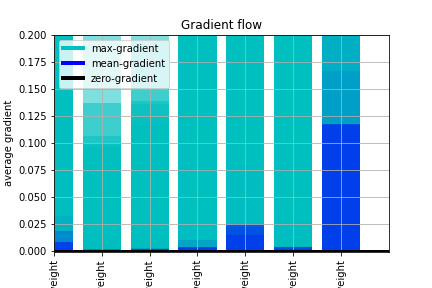 Gradient flow
max-gradient
mean-gradient
zero-gradient
average gradient
0.200
0.175
0.150
0.125
0.100
0.075
0.050
0.025
0.000
eight
eight
eight
eight
eight
eight
eight